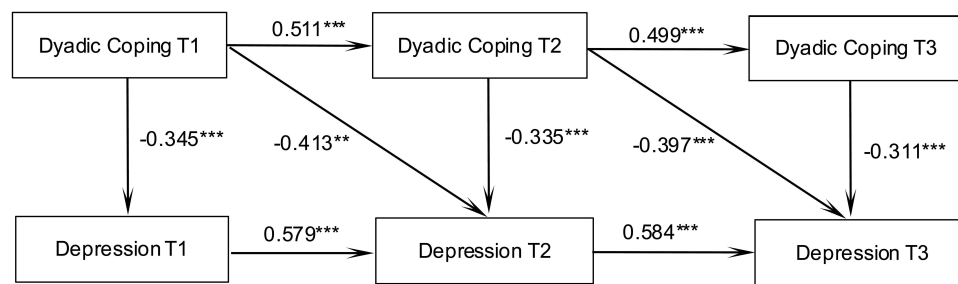 0.511***
0.499***
Dyadic Coping T1
Dyadic Coping T2
Dyadic Coping T3
-0.345***
-0.413**
-0.335***
-0.397***
-0.311***
0.579***
0.584***
Depression T1
Depression T2
Depression T3